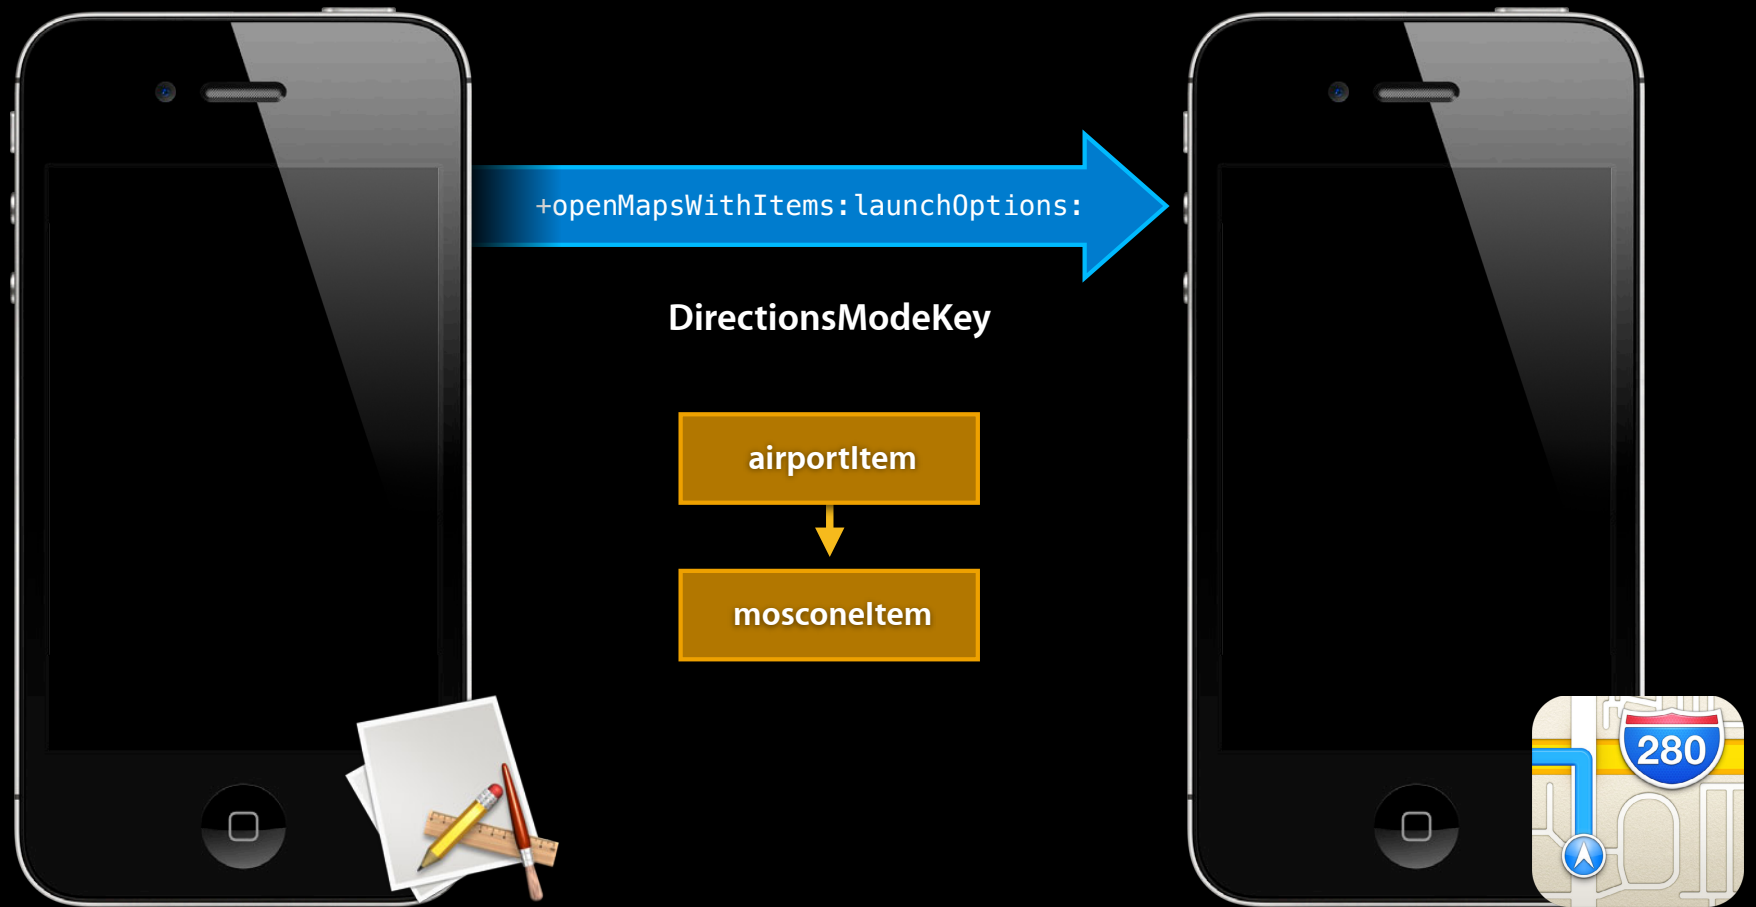 +openMapsWithItems:launchOptions:
DirectionsModeKey
airportItem
mosconeItem
280